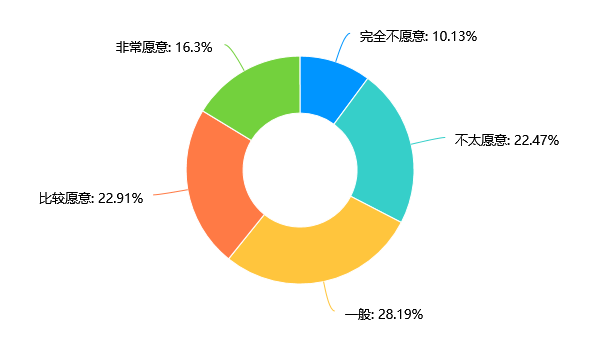 完全不愿意: 10.13%
非常愿意: 16.3%
不太愿意: 22.47%
比较愿意: 22.91%
一般: 28.19%